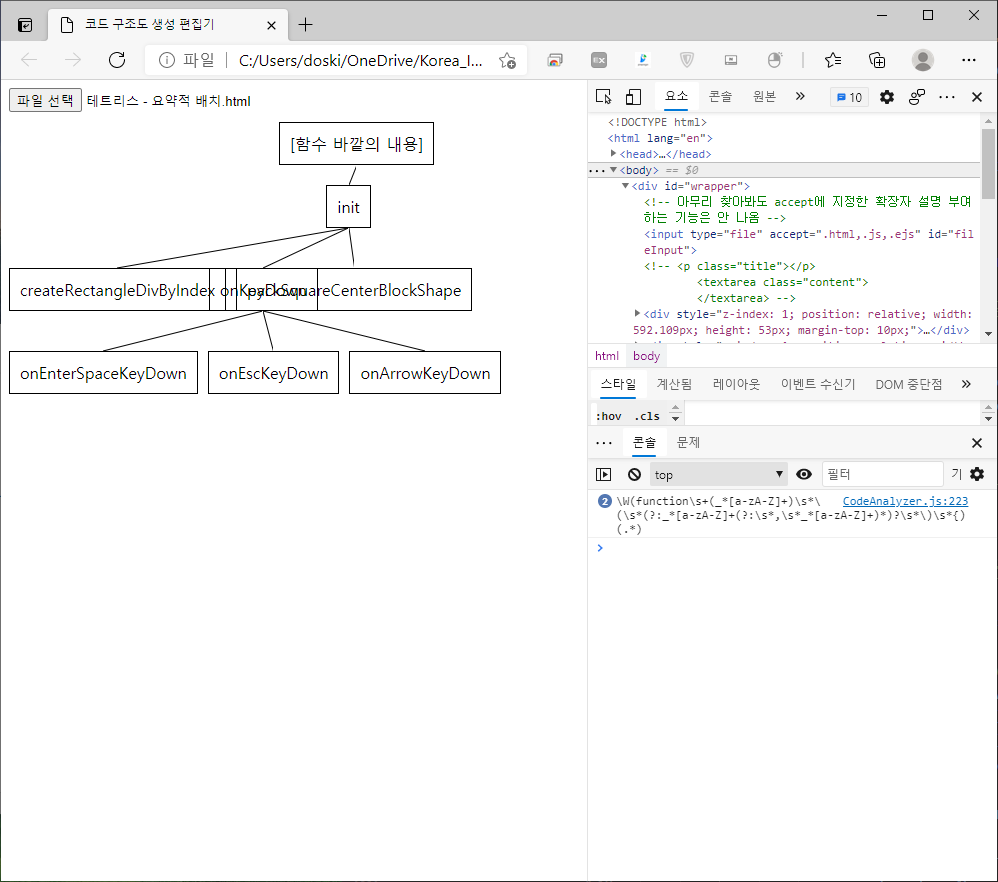 코드 구조도 생성 편집기
파일 C:/Users/doski/OneDrive/Korea_I...
파일 선택 테트리스 - 요약적 배치.html
[함수 바깥의 내용]
init
createRectangleDivByIndex onKeyDown SquareCenterBlockShape
onEnterSpaceKeyDown onEscKeyDown onArrowKeyDown
요소 콘솔 원본 10
<!DOCTYPE html>
<html lang="en">
<head>…</head>
<body> == $0
<div id="wrapper">
<!-- 아무리 찾아봐도 accept에 지정한 확장자 설명 부여
하는 기능은 안 나옴 -->
<input type="file" accept=".html,.js,.ejs" id="fil
eInput">
<!-- <p class="title"></p>
<textarea class="content">
</textarea> -->
<div style="z-index: 1; position: relative; width:
592.109px; height: 53px; margin-top: 10px;">…</div>
html body
스타일 계산됨 레이아웃 이벤트 수신기 DOM 중단점
:hov .cls
콘솔 문제
top 필터 기
2 \W(function\s+(_*[a-zA-Z]+)\s*\ CodeAnalyzer.js:223
(\s*(?:_*[a-zA-Z]+(?:\s*,\s*_*[a-zA-Z]+)*)?\s*\)\s*{)
(.*)